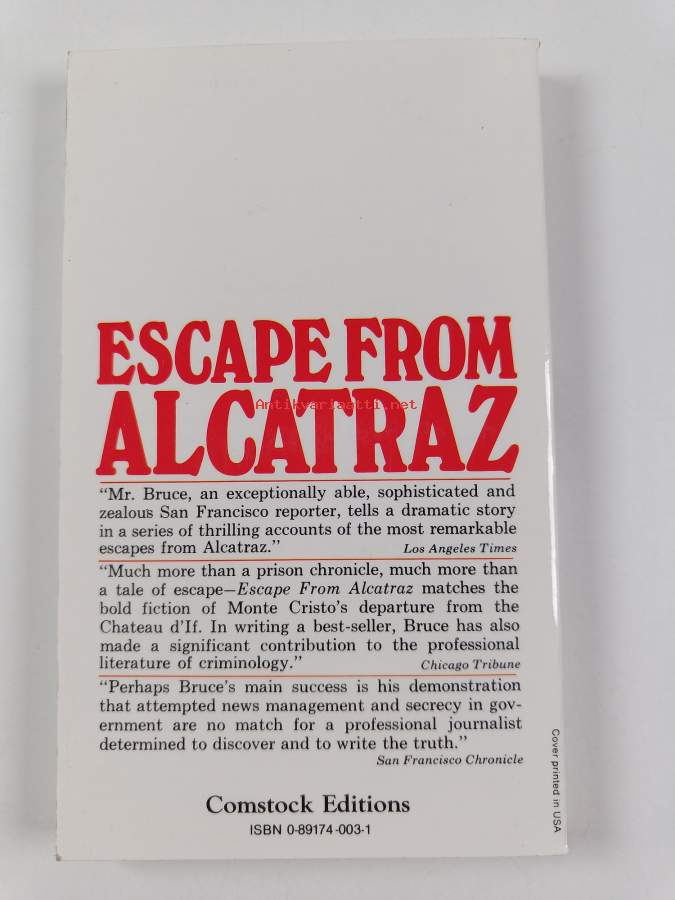 ESCAPE FROM
ALCATRAZ
Antikvariaatti.net
“Mr. Bruce, an exceptionally able, sophisticated and
zealous San Francisco reporter, tells a dramatic story
in a series of thrilling accounts of the most remarkable
escapes from Alcatraz.” Los Angeles Times
“Much more than a prison chronicle, much more than
a tale of escape—Escape From Alcatraz matches the
bold fiction of Monte Cristo's departure from the
Chateau d'If. In writing a best-seller, Bruce has also
made a significant contribution to the professional
literature of criminology.” Chicago Tribune
“Perhaps Bruce's main success is his demonstration
that attempted news management and secrecy in gov-
ernment are no match for a professional journalist
determined to discover and to write the truth.”
San Francisco Chronicle
Comstock Editions
ISBN 0-89174-003-1
Cover printed in USA